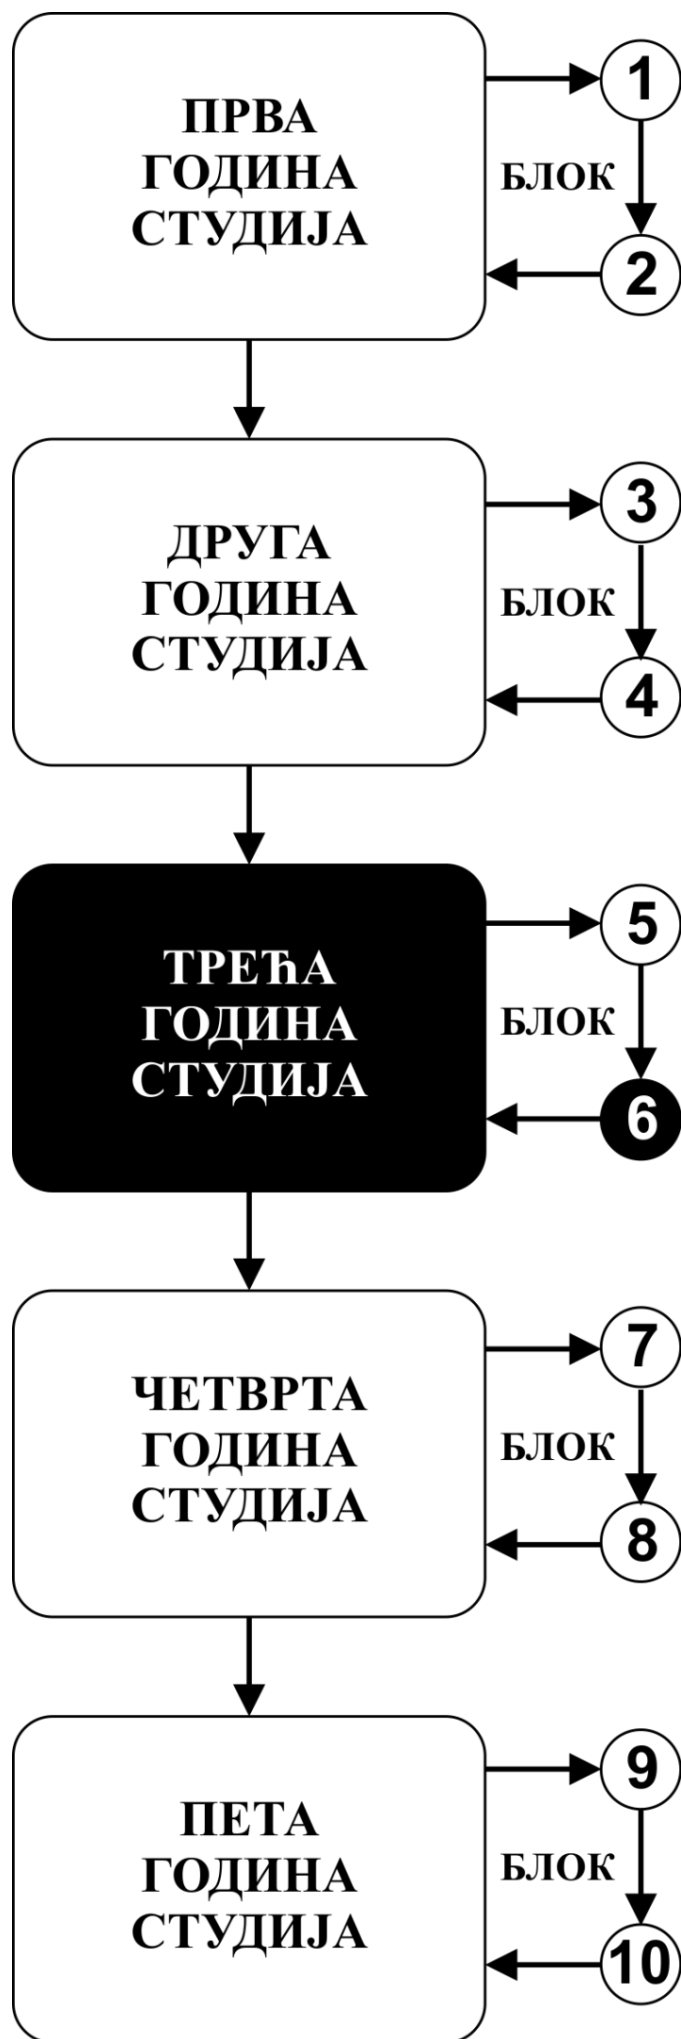 ПРВА
ГОДИНА
СТУДИЈА
1
БЛОК
2
ДРУГА
ГОДИНА
СТУДИЈА
3
БЛОК
4
ТРЕЋА
ГОДИНА
СТУДИЈА
5
БЛОК
6
ЧЕТВРТА
ГОДИНА
СТУДИЈА
7
БЛОК
8
ПЕТА
ГОДИНА
СТУДИЈА
9
БЛОК
10